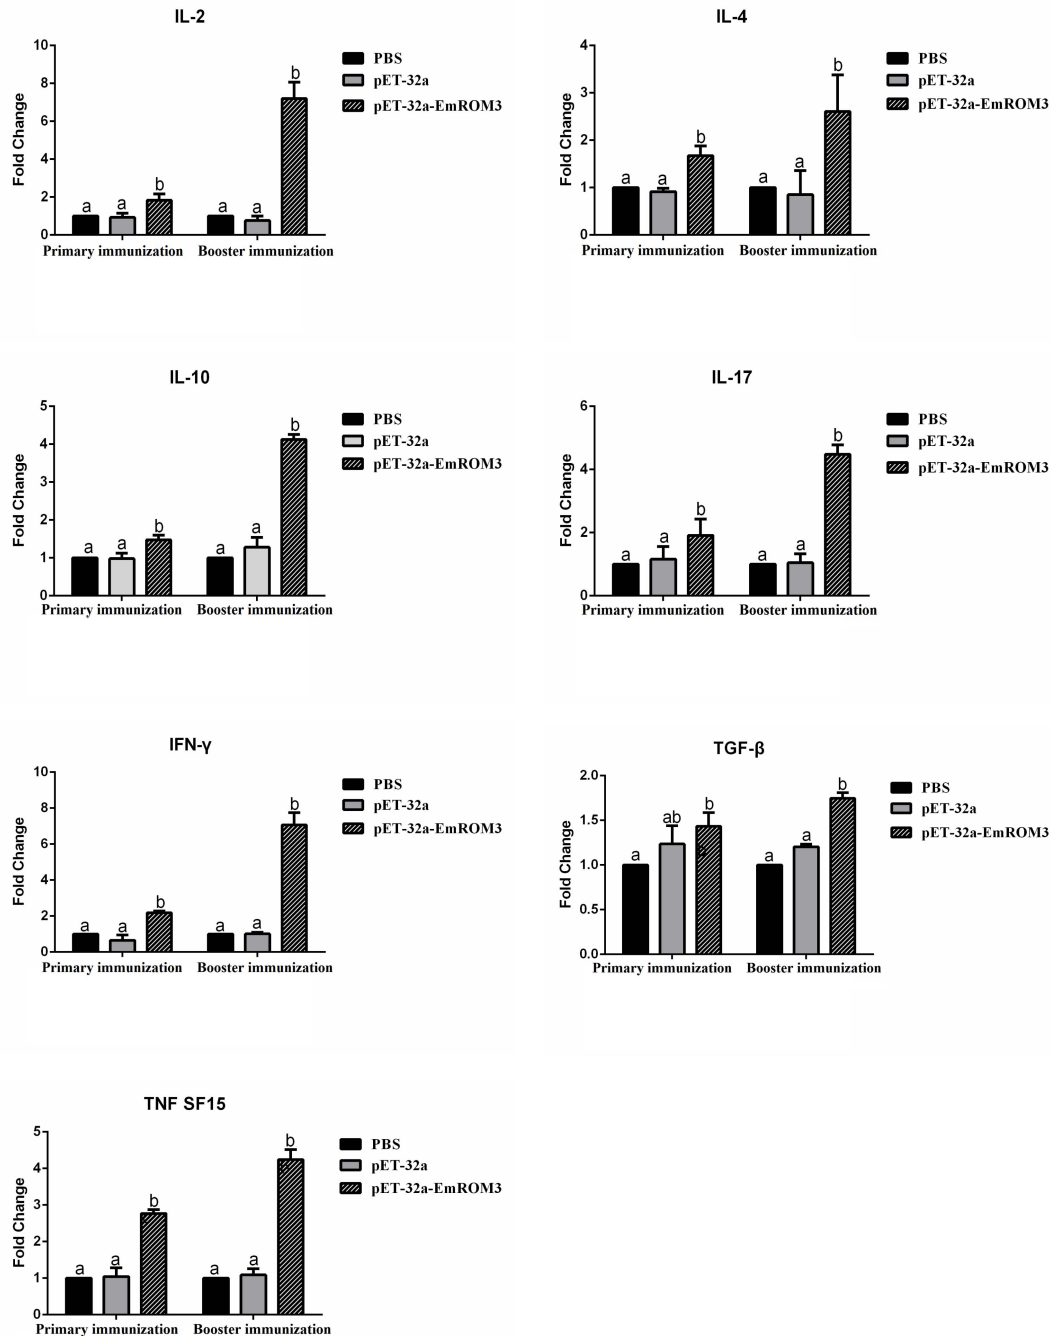 IL-2
Fold Change
10
8
6
4
2
0
a a b a a b
Primary immunization Booster immunization
PBS
pET-32a
pET-32a-EmROM3
IL-4
Fold Change
4
3
2
1
0
a a b a a b
Primary immunization Booster immunization
PBS
pET-32a
pET-32a-EmROM3
IL-10
Fold Change
5
4
3
2
1
0
a a b a a b
Primary immunization Booster immunization
PBS
pET-32a
pET-32a-EmROM3
IL-17
Fold Change
6
4
2
0
a a b a a b
Primary immunization Booster immunization
PBS
pET-32a
pET-32a-EmROM3
IFN-γ
Fold Change
10
8
6
4
2
0
a a b a a b
Primary immunization Booster immunization
PBS
pET-32a
pET-32a-EmROM3
TGF-β
Fold Change
2.0
1.5
1.0
0.5
0.0
a ab b a a b
b
Primary immunization Booster immunization
PBS
pET-32a
pET-32a-EmROM3
TNF SF15
Fold Change
5
4
3
2
1
0
a a b a a b
Primary immunization Booster immunization
PBS
pET-32a
pET-32a-EmROM3